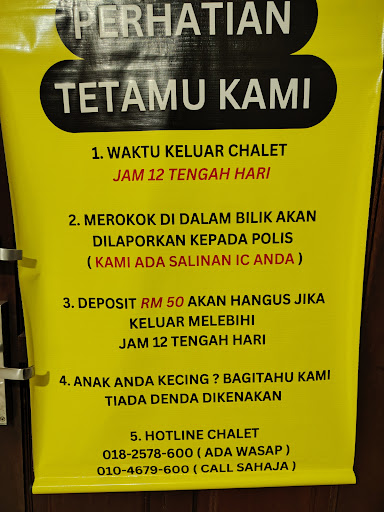 PERHATIAN
TETAMU KAMI
1. WAKTU KELUAR CHALET
JAM 12 TENGAH HARI
2. MEROKOK DI DALAM BILIK AKAN
DILAPORKAN KEPADA POLIS
( KAMI ADA SALINAN IC ANDA )
3. DEPOSIT RM 50 AKAN HANGUS JIKA
KELUAR MELEBIHI
JAM 12 TENGAH HARI
4. ANAK ANDA KECING ? BAGITAHU KAMI
TIADA DENDA DIKENAKAN
5. HOTLINE CHALET
018-2578-600 ( ADA WASAP )
010-4679-600 ( CALL SAHAJA )